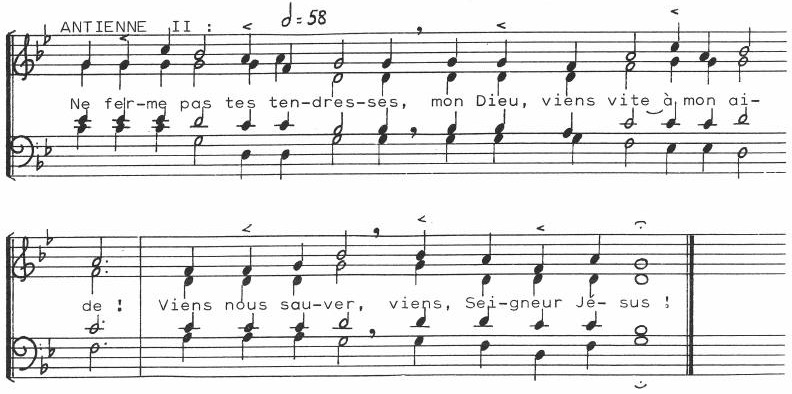 ANTIENNE II : 𝅗𝅥=58
Ne fer-me pas tes ten-dres-ses, mon Dieu, viens vite à mon ai-
de ! Viens nous sau-ver, viens, Sei-gneur Jé- sus !